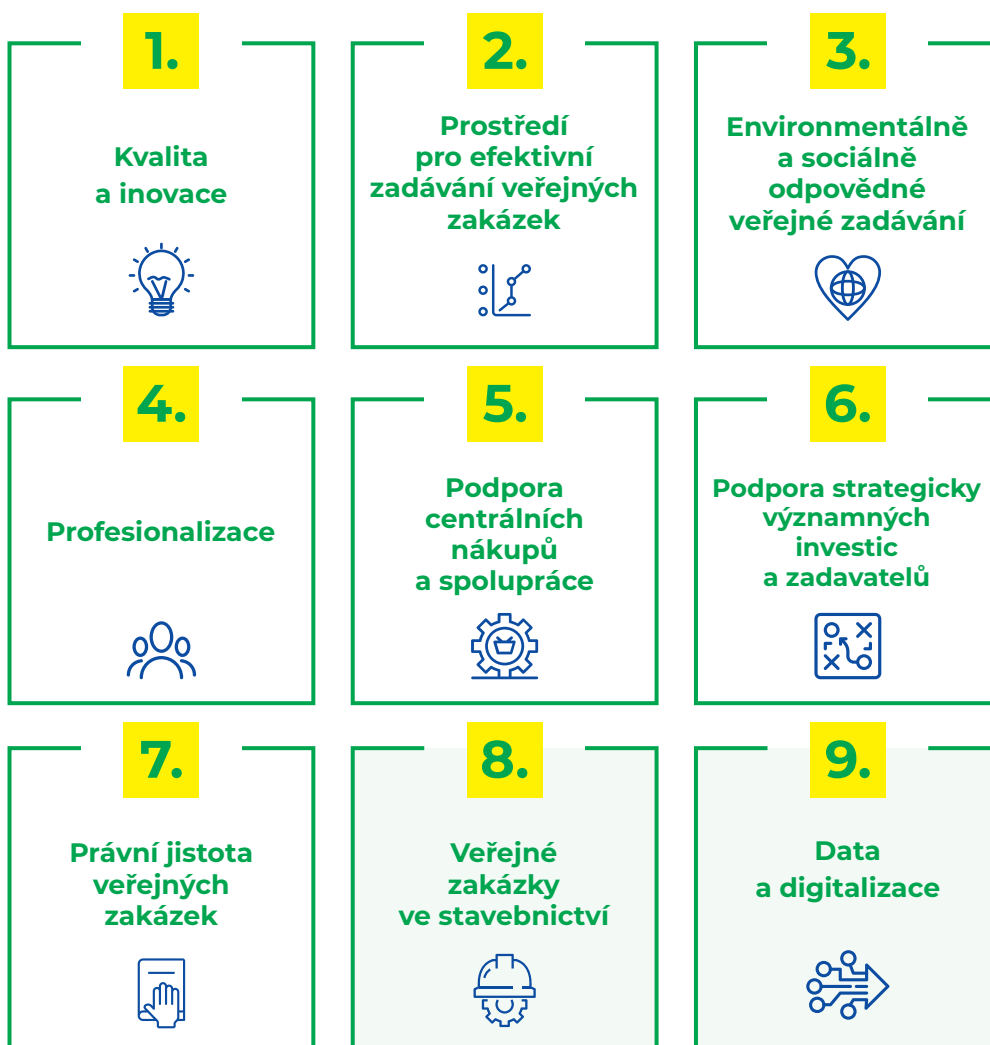 1.
Kvalita
a inovace
2.
Prostředí
pro efektivní
zadávání veřejných
zakázek
3.
Environmentálně
a sociálně
odpovědné
veřejné zadávání
4.
Profesionalizace
5.
Podpora
centrálních
nákupů
a spolupráce
6.
Podpora strategicky
významných
investic
a zadavatelů
7.
Právní jistota
veřejných
zakázek
8.
Veřejné
zakázky
ve stavebnictví
9.
Data
a digitalizace